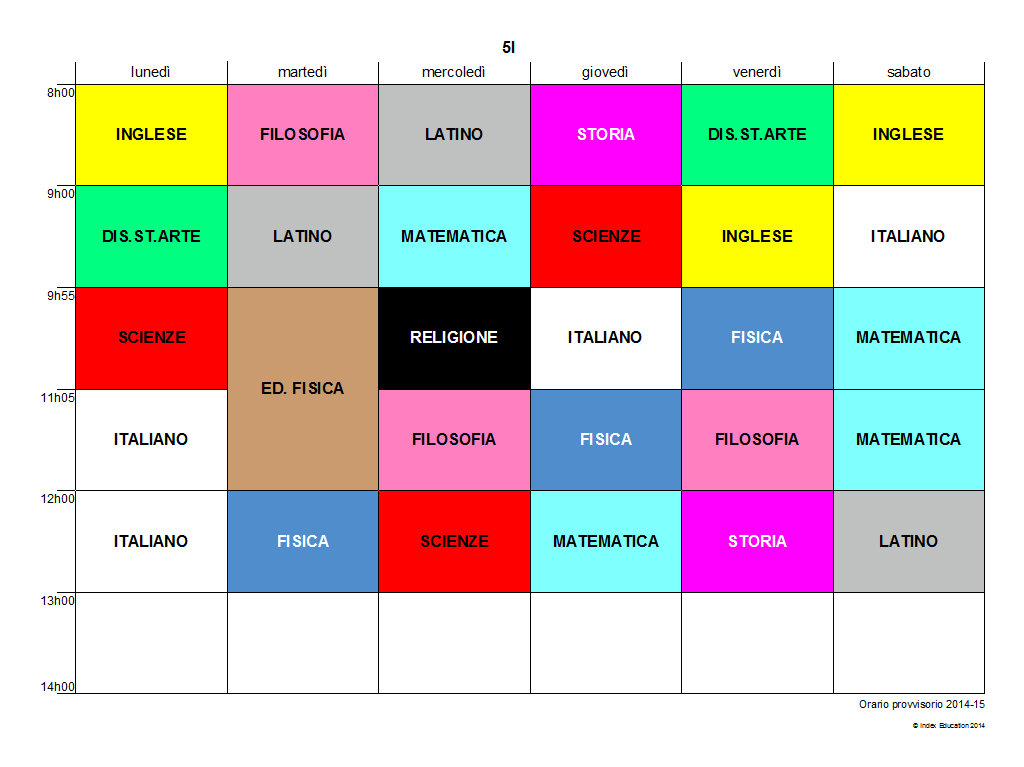 5I
lunedì martedì mercoledì giovedì venerdì sabato
8h00
INGLESE FILOSOFIA LATINO STORIA DIS.ST.ARTE INGLESE
9h00
DIS.ST.ARTE LATINO MATEMATICA SCIENZE INGLESE ITALIANO
9h55
SCIENZE RELIGIONE ITALIANO FISICA MATEMATICA
ED. FISICA
11h05
ITALIANO FILOSOFIA FISICA FILOSOFIA MATEMATICA
12h00
ITALIANO FISICA SCIENZE MATEMATICA STORIA LATINO
13h00
14h00
Orario provvisorio 2014-15
© Index Education 2014